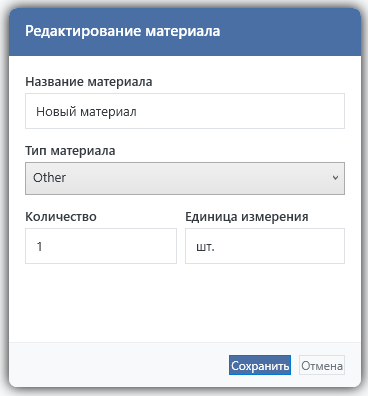 Редактирование материала
Название материала
Новый материал
Тип материала
Other
Количество Единица измерения
1 шт.
Сохранить Отмена